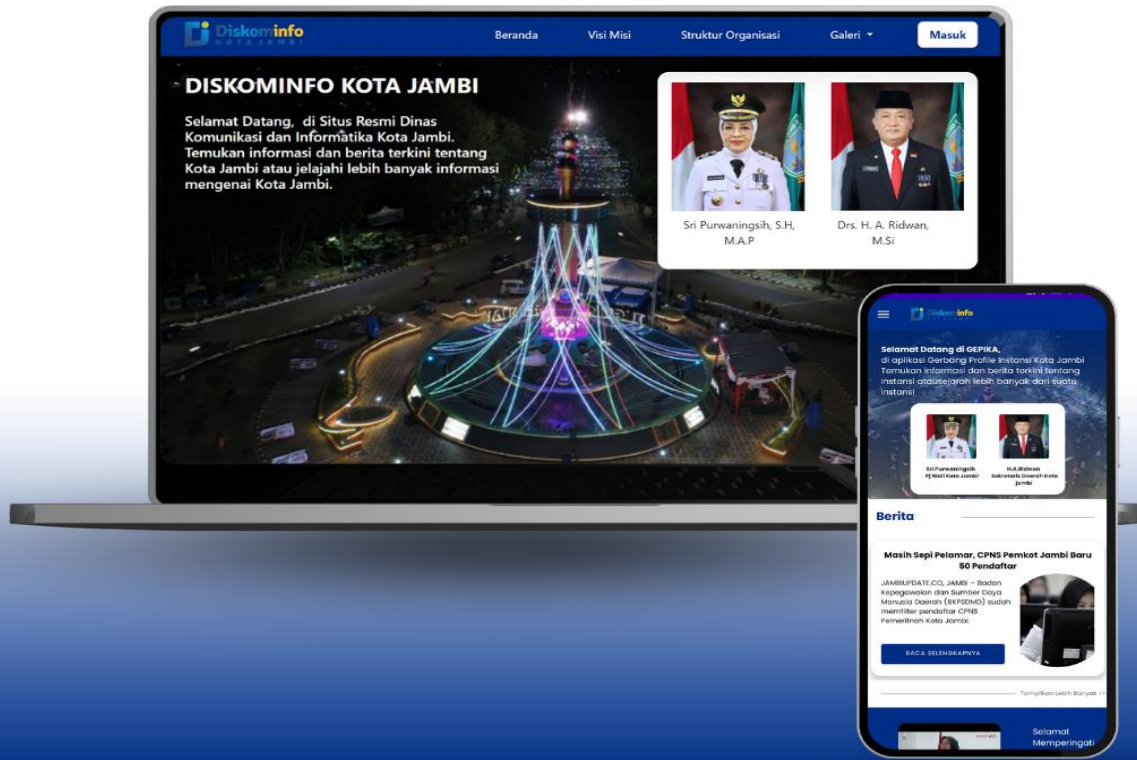 Diskominfo
KOTA JAMBI
Beranda
Visi Misi
Struktur Organisasi
Galeri
Masuk
DISKOMINFO KOTA JAMBI
Selamat Datang, di Situs Resmi Dinas
Komunikasi dan Informatika Kota Jambi.
Temukan informasi dan berita terkini tentang
Kota Jambi atau jelajahi lebih banyak informasi
mengenai Kota Jambi.
Sri Purwaningsih, S.H,
M.A.P
Drs. H. A. Ridwan,
M.Si
Diskominfo
Selamat Datang di GEPIKA,
di aplikasi Gerbang Profile Instansi Kota Jambi
Temukan informasi dan berita terkini tentang
Instansi atausejarah lebih banyak dari suatu
instansi
Sri Purwaningsih
Pj Wali Kota Jambi
H.A.Ridwan
Sekretaris Daerah Kota
jambi
Berita
Masih Sepi Pelamar, CPNS Pemkot Jambi Baru
50 Pendaftar
JAMBIUPDATE.CO, JAMBI – Badan
Kepegawaian dan Sumber Daya
Manusia Daerah (BKPSDMD) sudah
memfilter pendaftar CPNS
Pemeritnah Kota Jambi.
BACA SELENGKAPNYA
Tampilkan Lebih Banyak >>
Selamat
Memperingati